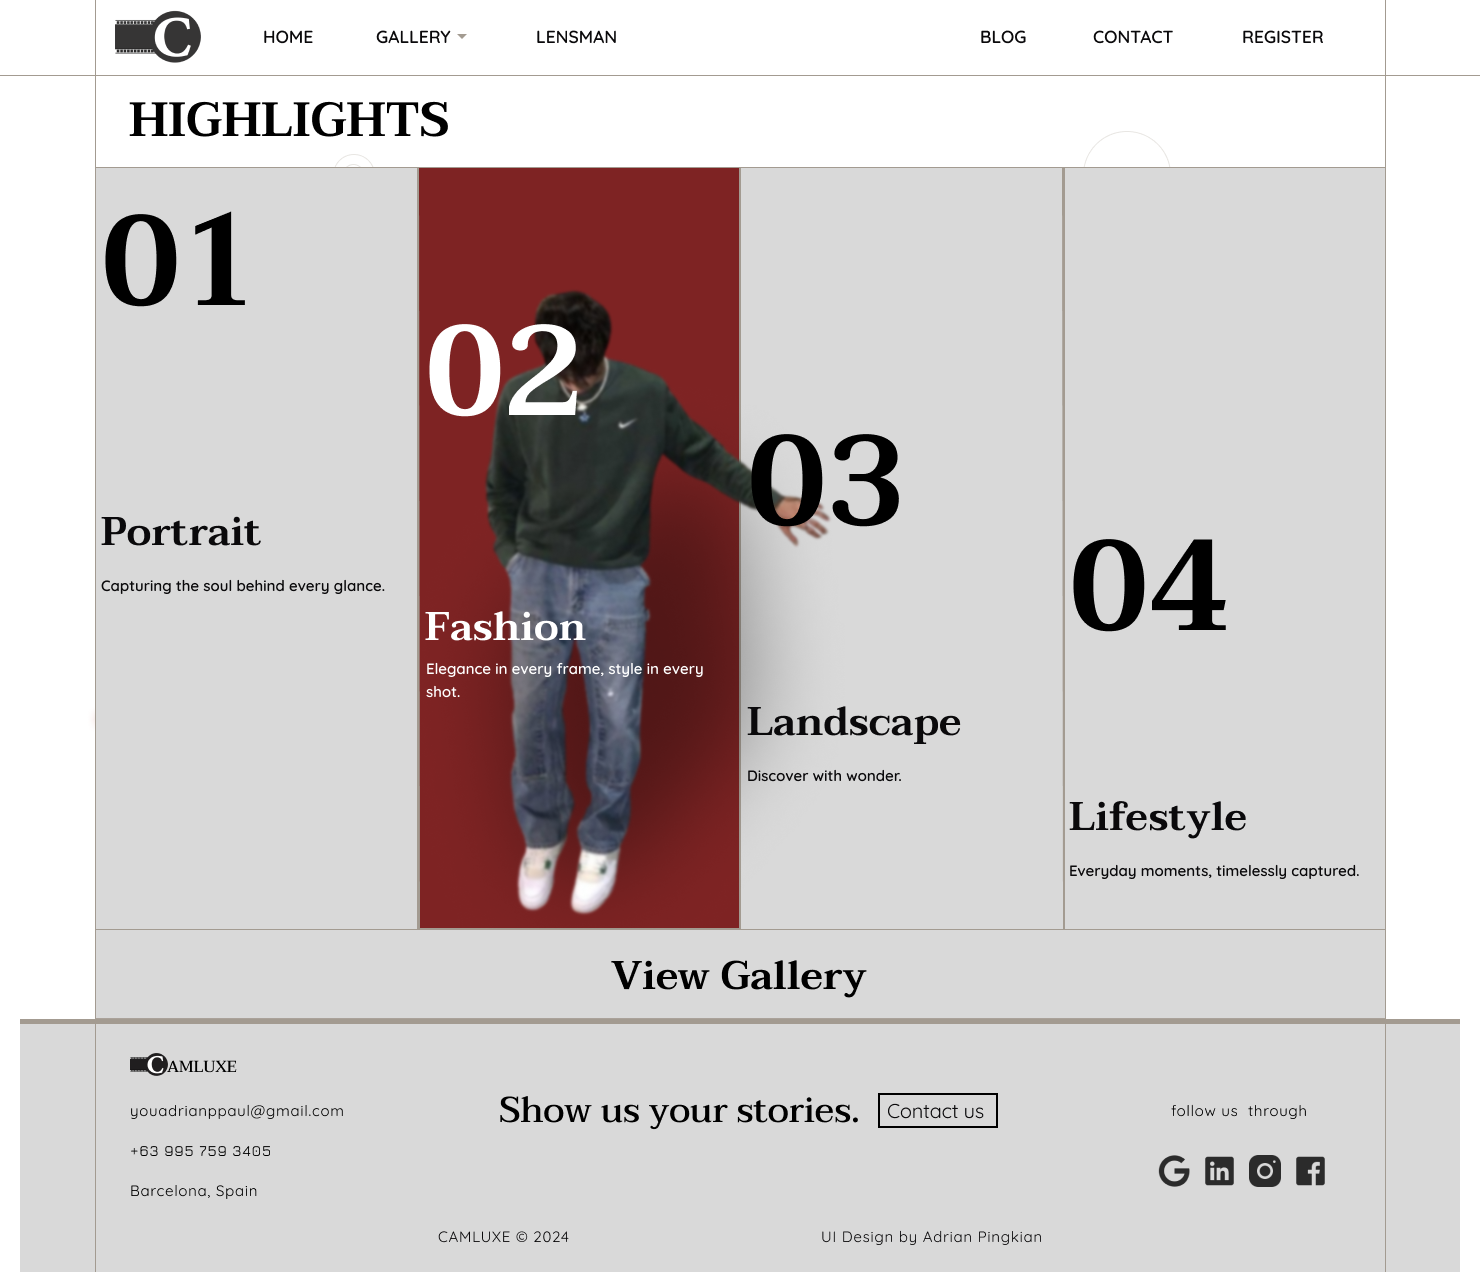 C
HOME
GALLERY
LENSMAN
BLOG
CONTACT
REGISTER
HIGHLIGHTS
01
Portrait
Capturing the soul behind every glance.
02
Fashion
Elegance in every frame, style in every
shot.
03
Landscape
Discover with wonder.
04
Lifestyle
Everyday moments, timelessly captured.
View Gallery
CAMLUXE
youadrianppaul@gmail.com
+63 995 759 3405
Barcelona, Spain
Show us your stories.
Contact us
follow us through
CAMLUXE © 2024
UI Design by Adrian Pingkian